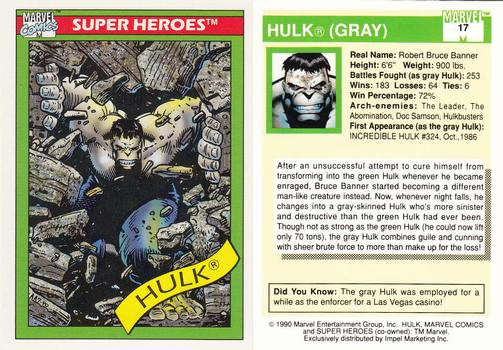 MARVEL
COMICS
SUPER HEROES™
HULK®
HULK® (GRAY)
MARVEL
17
Real Name: Robert Bruce Banner
Height: 6'6" Weight: 900 lbs.
Battles Fought (as gray Hulk): 253
Wins: 183 Losses: 64 Ties: 6
Win Percentage: 72%
Arch-enemies: The Leader, The
Abomination, Doc Samson, Hulkbusters
First Appearance (as the gray Hulk):
INCREDIBLE HULK #324, Oct.,1986
After an unsuccessful attempt to cure himself from
transforming into the green Hulk whenever he became
enraged, Bruce Banner started becoming a different
man-like creature instead. Now, whenever night falls, he
changes into a gray-skinned Hulk who's more sinister
and destructive than the green Hulk had ever been.
Though not as strong as the green Hulk (he could now lift
only 70 tons), the gray Hulk combines guile and cunning
with sheer brute force to more than make up for the loss!
Did You Know: The gray Hulk was employed for a
while as the enforcer for a Las Vegas casino!
© 1990 Marvel Entertainment Group, Inc. HULK, MARVEL COMICS
and SUPER HEROES (co-owned): TM Marvel.
Exclusively distributed by Impel Marketing Inc.